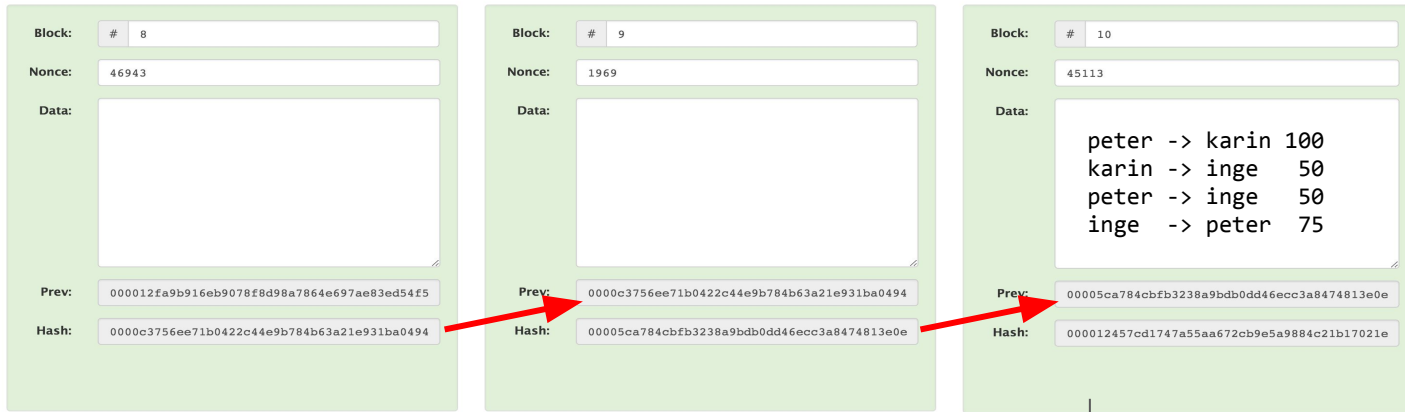 Block: # 8
Nonce: 46943
Data:
Prev: 000012fa9b916eb9078f8d98a7864e697ae83ed54f5
Hash: 0000c3756ee71b0422c44e9b784b63a21e931ba0494
Block: # 9
Nonce: 1969
Data:
Prev: 0000c3756ee71b0422c44e9b784b63a21e931ba0494
Hash: 00005ca784cbfb3238a9bdb0dd46ecc3a8474813e0e
Block: # 10
Nonce: 45113
Data:
peter -> karin 100
karin -> inge 50
peter -> inge 50
inge -> peter 75
Prev: 00005ca784cbfb3238a9bdb0dd46ecc3a8474813e0e
Hash: 000012457cd1747a55aa672cb9e5a9884c21b17021e